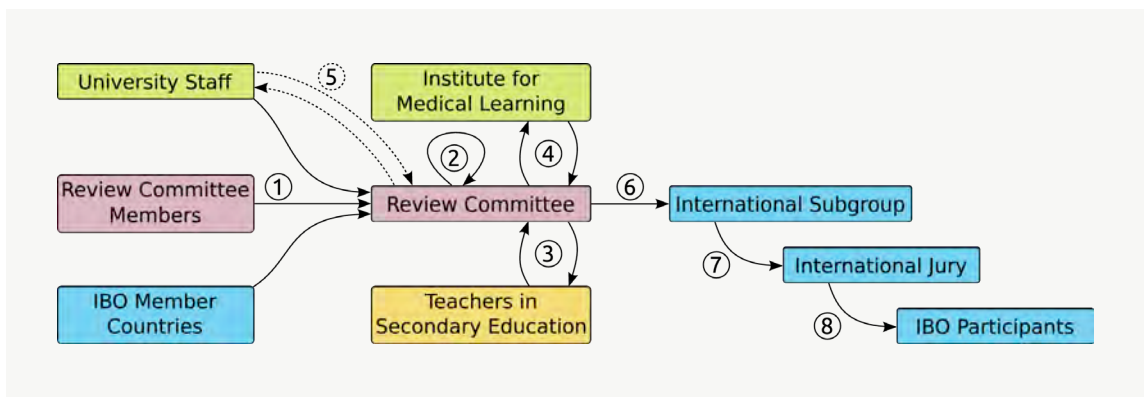 University Staff
⑤
Institute for
Medical Learning
②
④
Review Committee
Members
①
Review Committee
⑥
International Subgroup
③
⑦
International Jury
IBO Member
Countries
Teachers in
Secondary Education
⑧
IBO Participants